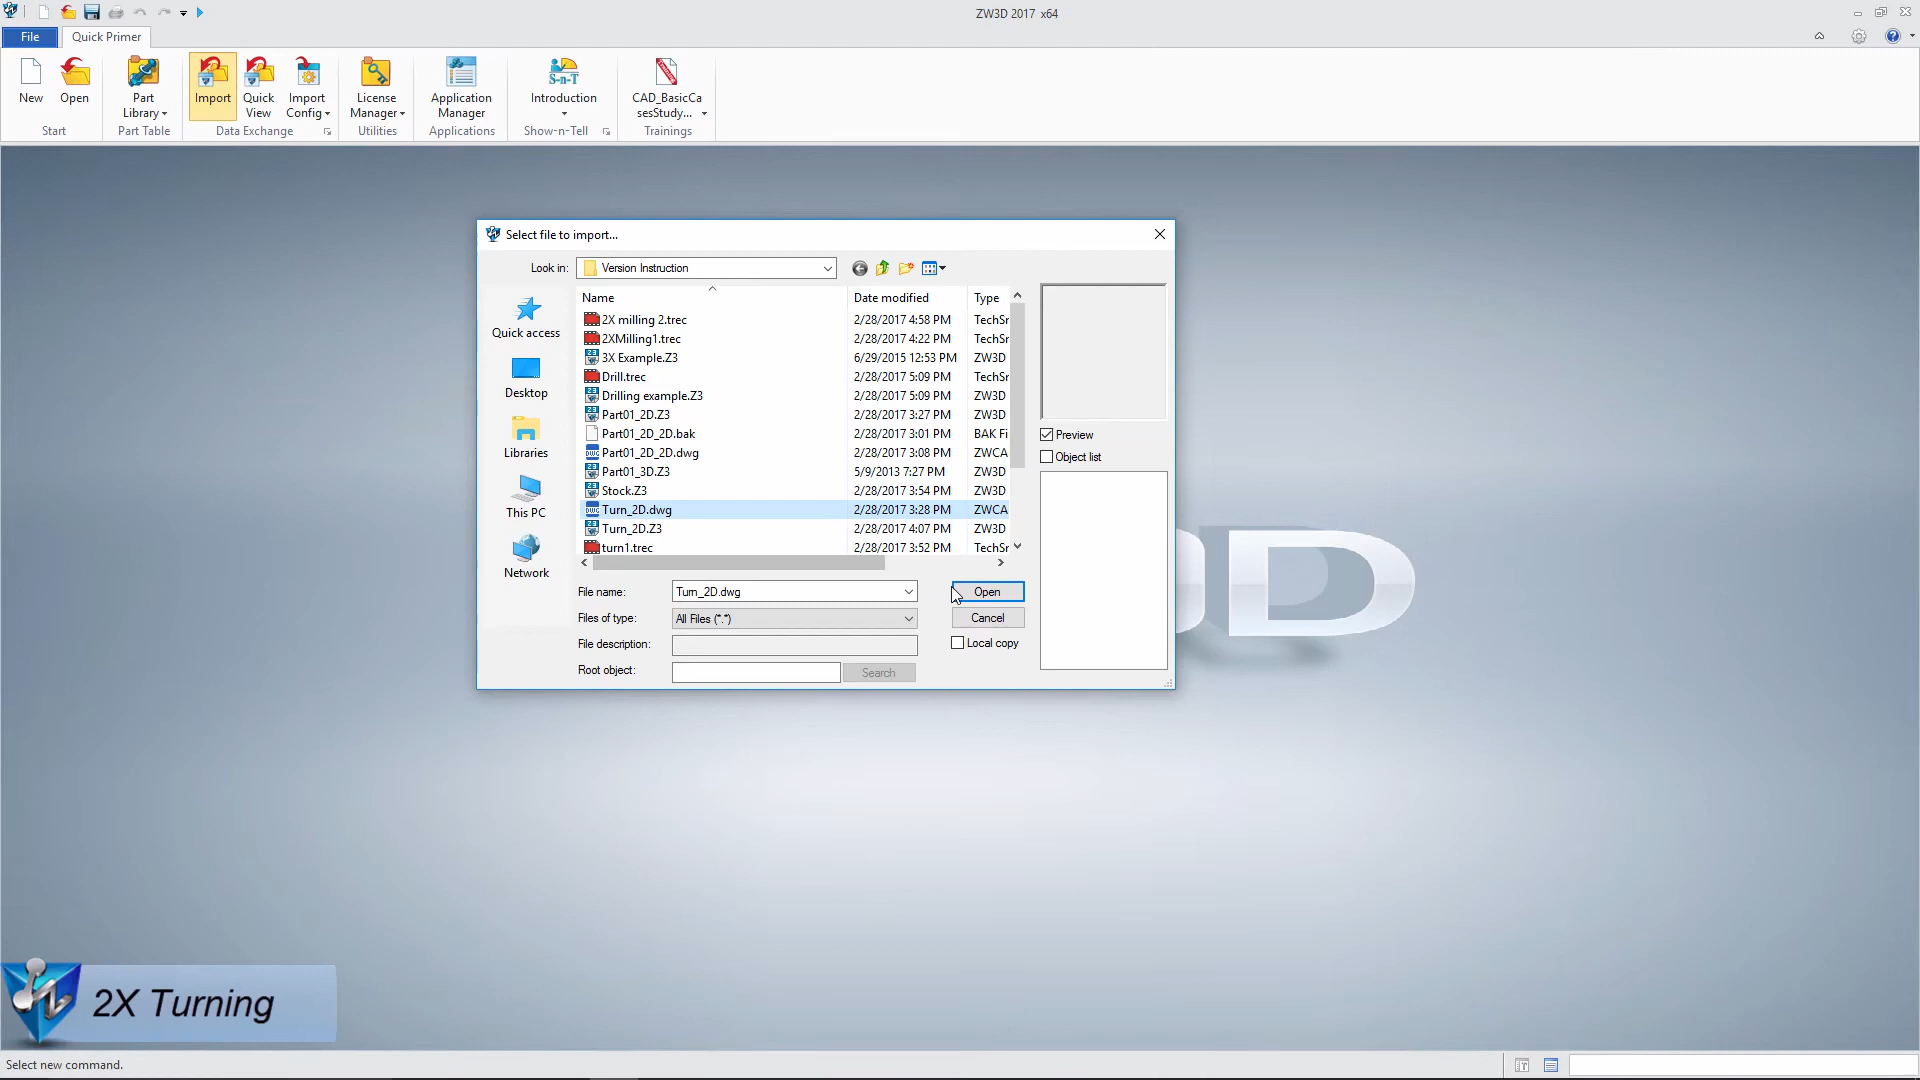 ZW3D 2017 x64
File
Quick Primer
New
Open
Part Library
Import
Quick View
Import Config
License Manager
Application Manager
Introduction
CAD_BasicCa
sesStudy...
Start
Part Table
Data Exchange
Utilities
Applications
Show-n-Tell
Trainings
S-n-T
Select file to import...
Look in:
Version Instruction
Quick access
Desktop
Libraries
This PC
Network
Name Date modified Type
2X milling 2.trec 2/28/2017 4:58 PM TechSr
2XMilling1.trec 2/28/2017 4:22 PM TechSr
3X Example.Z3 6/29/2015 12:53 PM ZW3D
Drill.trec 2/28/2017 5:09 PM TechSr
Drilling example.Z3 2/28/2017 5:09 PM ZW3D
Part01_2D.Z3 2/28/2017 3:27 PM ZW3D
Part01_2D_2D.bak 2/28/2017 3:01 PM BAK Fi
Part01_2D_2D.dwg 2/28/2017 3:08 PM ZWCA
Part01_3D.Z3 5/9/2013 7:27 PM ZW3D
Stock.Z3 2/28/2017 3:54 PM ZW3D
Turn_2D.dwg 2/28/2017 3:28 PM ZWCA
Turn_2D.Z3 2/28/2017 4:07 PM ZW3D
turn1.trec 2/28/2017 3:52 PM TechSr
Preview
Object list
File name: Turn_2D.dwg
Open
Files of type: All Files (*.*)
Cancel
File description:
Local copy
Root object:
Search
D
2X Turning
Select new command.